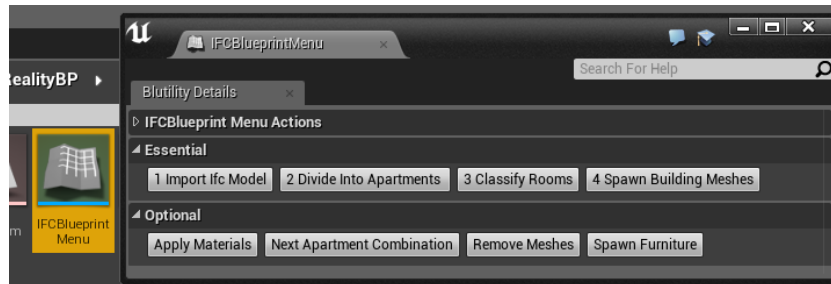 IFCBlueprintMenu
Search For Help
ealityBP
Blutility Details
IFCBlueprint Menu Actions
Essential
1 Import Ifc Model 2 Divide Into Apartments 3 Classify Rooms 4 Spawn Building Meshes
Optional
Apply Materials Next Apartment Combination Remove Meshes Spawn Furniture
m
IFCBlueprint
Menu